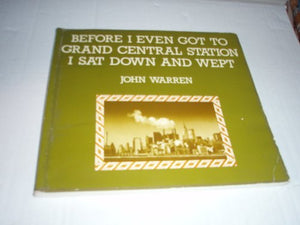 BEFORE I EVEN GOT TO
GRAND CENTRAL STATION
I SAT DOWN AND WEPT
JOHN WARREN